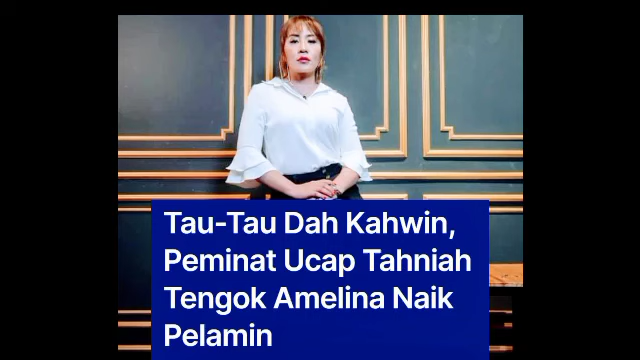 Tau-Tau Dah Kahwin,
Peminat Ucap Tahniah
Tengok Amelina Naik
Pelamin